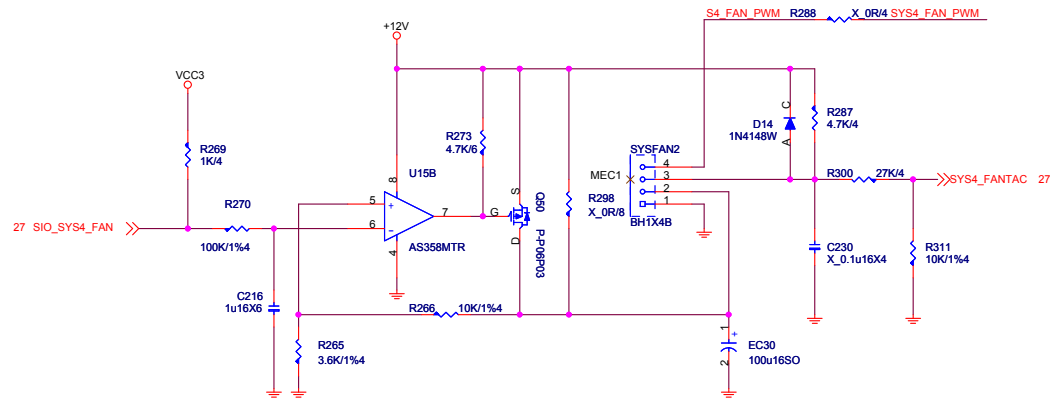 S4_FAN_PWM R288 X_0R/4 SYS4_FAN_PWM
+12V
VCC3
R269
1K/4
R273
4.7K/6
D14
1N4148W
C
A
R287
4.7K/4
SYSFAN2
MEC1
4
3
2
1
BH1X4B
U15B
8
5
+
6
-
7
4
AS358MTR
G
S
D
Q50
P-P06P03
R298
X_0R/8
R300 27K/4 SYS4_FANTAC 27
27 SIO_SYS4_FAN
R270
100K/1%4
C230
X_0.1u16X4
R311
10K/1%4
C216
1u16X6
R266 10K/1%4
R265
3.6K/1%4
1
+
2
EC30
100u16SO